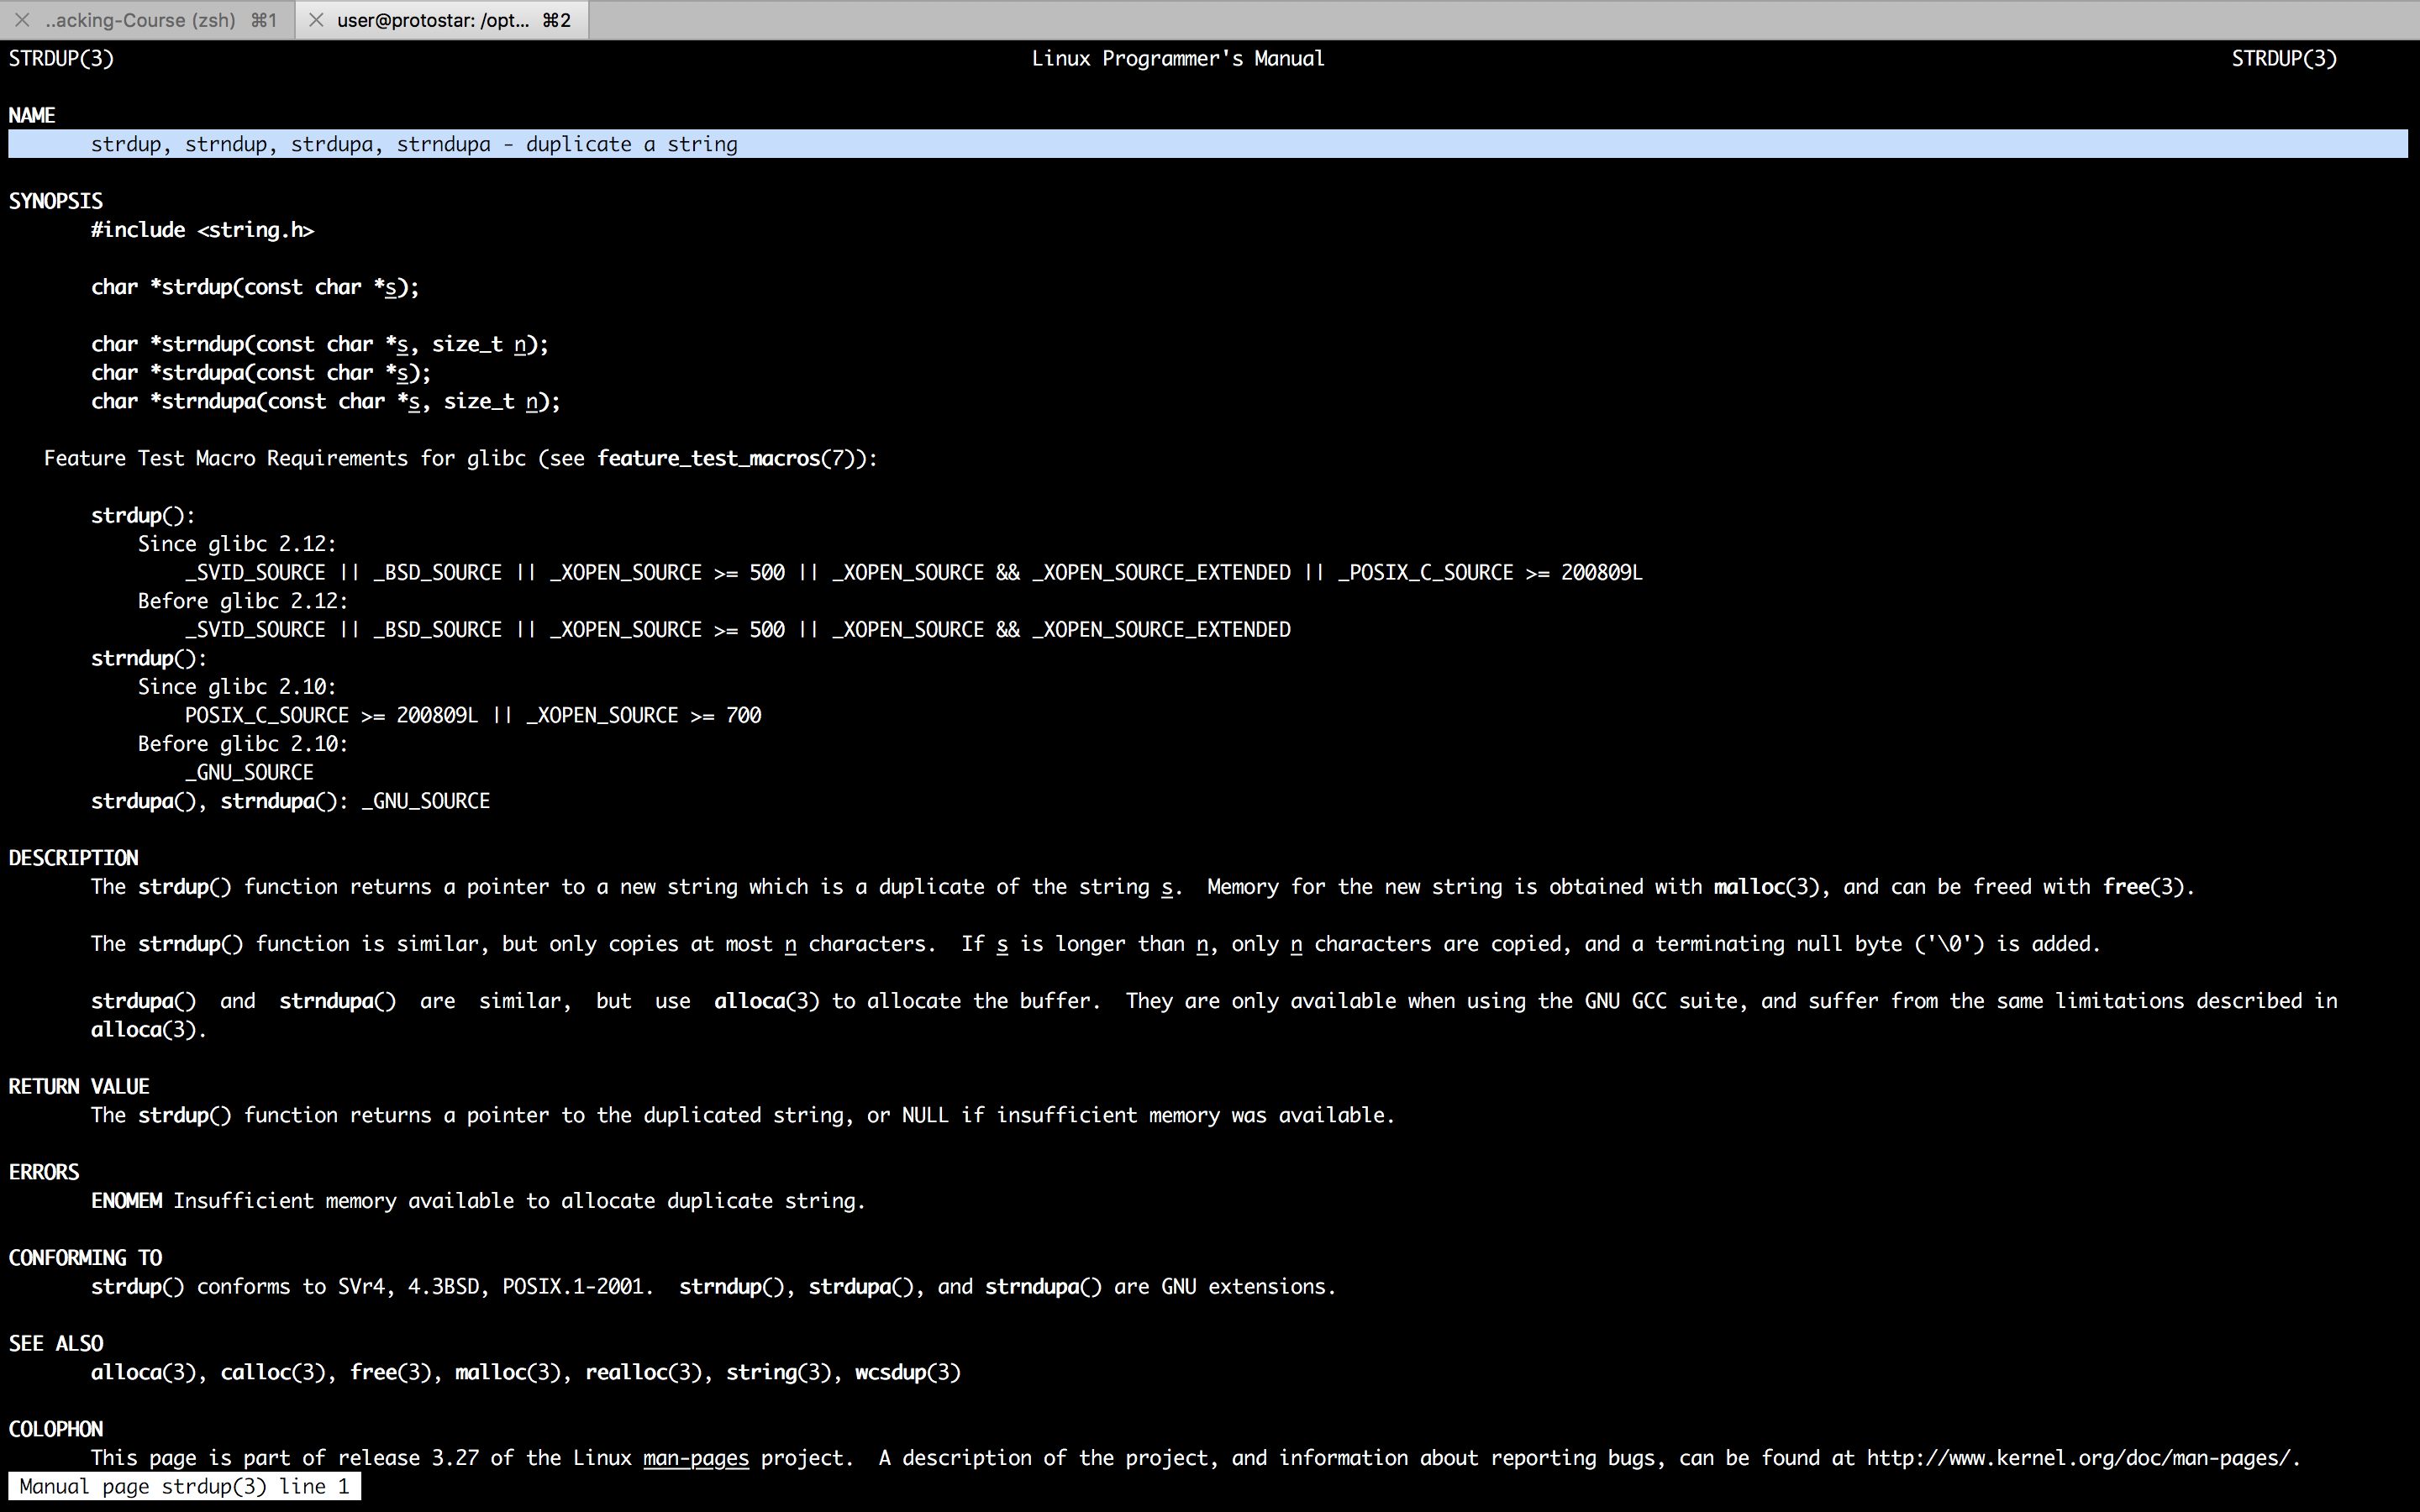 ..acking-Course (zsh) ⌘1 user@protostar: /opt... ⌘2
STRDUP(3) Linux Programmer's Manual STRDUP(3)
NAME
strdup, strndup, strdupa, strndupa - duplicate a string
SYNOPSIS
#include <string.h>
char *strdup(const char *s);
char *strndup(const char *s, size_t n);
char *strdupa(const char *s);
char *strndupa(const char *s, size_t n);
Feature Test Macro Requirements for glibc (see feature_test_macros(7)):
strdup():
Since glibc 2.12:
_SVID_SOURCE || _BSD_SOURCE || _XOPEN_SOURCE >= 500 || _XOPEN_SOURCE && _XOPEN_SOURCE_EXTENDED || _POSIX_C_SOURCE >= 200809L
Before glibc 2.12:
_SVID_SOURCE || _BSD_SOURCE || _XOPEN_SOURCE >= 500 || _XOPEN_SOURCE && _XOPEN_SOURCE_EXTENDED
strndup():
Since glibc 2.10:
POSIX_C_SOURCE >= 200809L || _XOPEN_SOURCE >= 700
Before glibc 2.10:
_GNU_SOURCE
strdupa(), strndupa(): _GNU_SOURCE
DESCRIPTION
The strdup() function returns a pointer to a new string which is a duplicate of the string s. Memory for the new string is obtained with malloc(3), and can be freed with free(3).
The strndup() function is similar, but only copies at most n characters. If s is longer than n, only n characters are copied, and a terminating null byte ('\0') is added.
strdupa() and strndupa() are similar, but use alloca(3) to allocate the buffer. They are only available when using the GNU GCC suite, and suffer from the same limitations described in
alloca(3).
RETURN VALUE
The strdup() function returns a pointer to the duplicated string, or NULL if insufficient memory was available.
ERRORS
ENOMEM Insufficient memory available to allocate duplicate string.
CONFORMING TO
strdup() conforms to SVr4, 4.3BSD, POSIX.1-2001. strndup(), strdupa(), and strndupa() are GNU extensions.
SEE ALSO
alloca(3), calloc(3), free(3), malloc(3), realloc(3), string(3), wcsdup(3)
COLOPHON
This page is part of release 3.27 of the Linux man-pages project. A description of the project, and information about reporting bugs, can be found at http://www.kernel.org/doc/man-pages/.
Manual page strdup(3) line 1